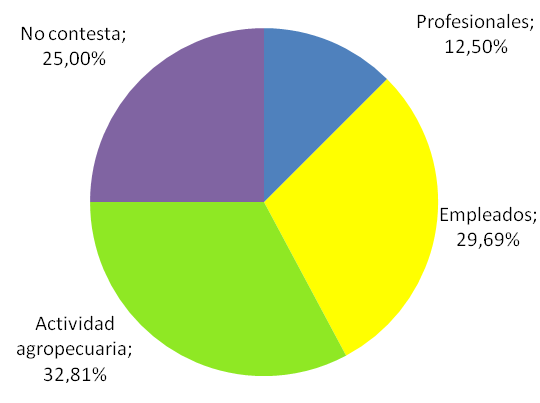 Profesionales;
12,50%
Empleados;
29,69%
Actividad
agropecuaria;
32,81%
No contesta;
25,00%